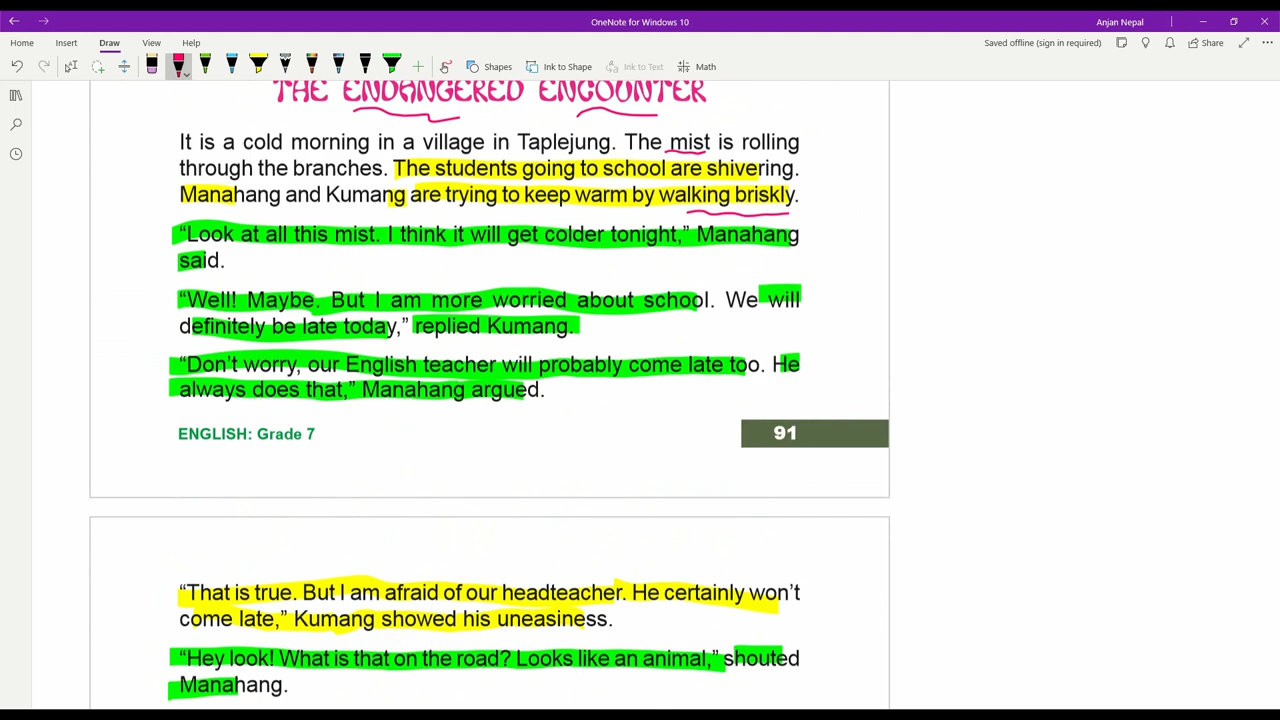 OneNote for Windows 10
Anjan Nepal
Home Insert Draw View Help
Saved offline (sign in required)
Share
Shapes
Ink to Shape
Ink to Text
Math
THE ENDANGERED ENCOUNTER
It is a cold morning in a village in Taplejung. The mist is rolling
through the branches. The students going to school are shivering.
Manahang and Kumang are trying to keep warm by walking briskly.
“Look at all this mist. I think it will get colder tonight,” Manahang
said.
“Well! Maybe. But I am more worried about school. We will
definitely be late today,” replied Kumang.
“Don’t worry, our English teacher will probably come late too. He
always does that,” Manahang argued.
ENGLISH: Grade 7
91
“That is true. But I am afraid of our headteacher. He certainly won’t
come late,” Kumang showed his uneasiness.
“Hey look! What is that on the road? Looks like an animal,” shouted
Manahang.